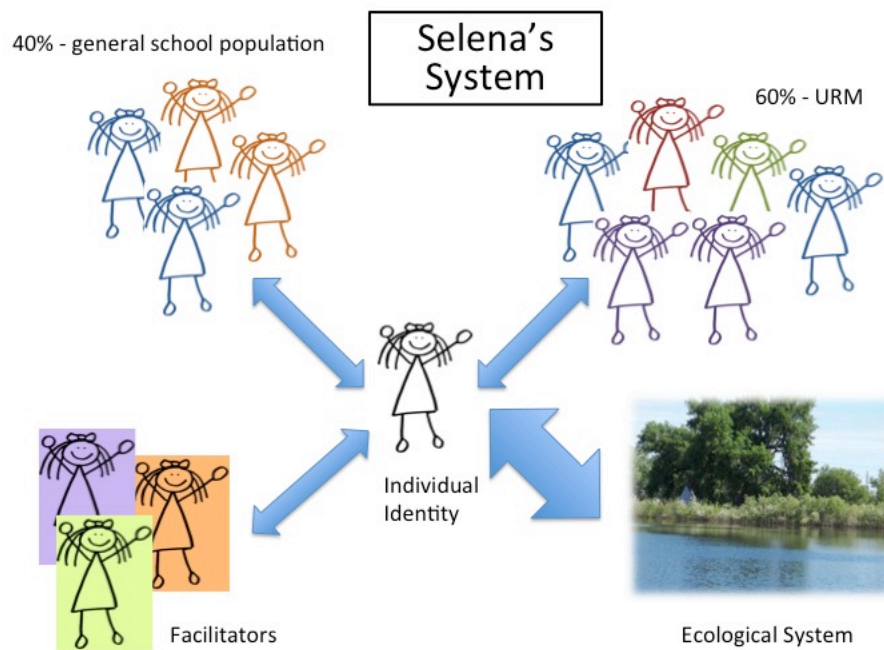 Selena's
System
40% - general school population
60% - URM
Individual
Identity
Facilitators
Ecological System